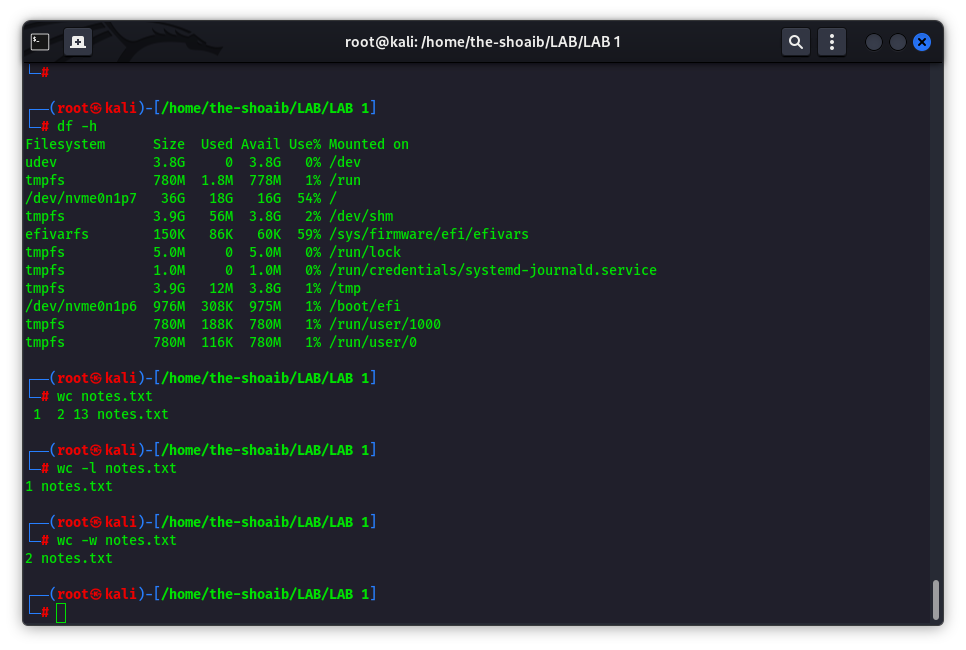 root@kali: /home/the-shoaib/LAB/LAB 1
└─#
┌──(root㉿kali)-[/home/the-shoaib/LAB/LAB 1]
└─# df -h
Filesystem      Size  Used Avail Use% Mounted on
udev            3.8G     0  3.8G   0% /dev
tmpfs           780M  1.8M  778M   1% /run
/dev/nvme0n1p7   36G   18G   16G  54% /
tmpfs           3.9G   56M  3.8G   2% /dev/shm
efivarfs        150K   86K   60K  59% /sys/firmware/efi/efivars
tmpfs           5.0M     0  5.0M   0% /run/lock
tmpfs           1.0M     0  1.0M   0% /run/credentials/systemd-journald.service
tmpfs           3.9G   12M  3.8G   1% /tmp
/dev/nvme0n1p6  976M  308K  975M   1% /boot/efi
tmpfs           780M  188K  780M   1% /run/user/1000
tmpfs           780M  116K  780M   1% /run/user/0
┌──(root㉿kali)-[/home/the-shoaib/LAB/LAB 1]
└─# wc notes.txt
 1  2 13 notes.txt
┌──(root㉿kali)-[/home/the-shoaib/LAB/LAB 1]
└─# wc -l notes.txt
1 notes.txt
┌──(root㉿kali)-[/home/the-shoaib/LAB/LAB 1]
└─# wc -w notes.txt
2 notes.txt
┌──(root㉿kali)-[/home/the-shoaib/LAB/LAB 1]
└─#